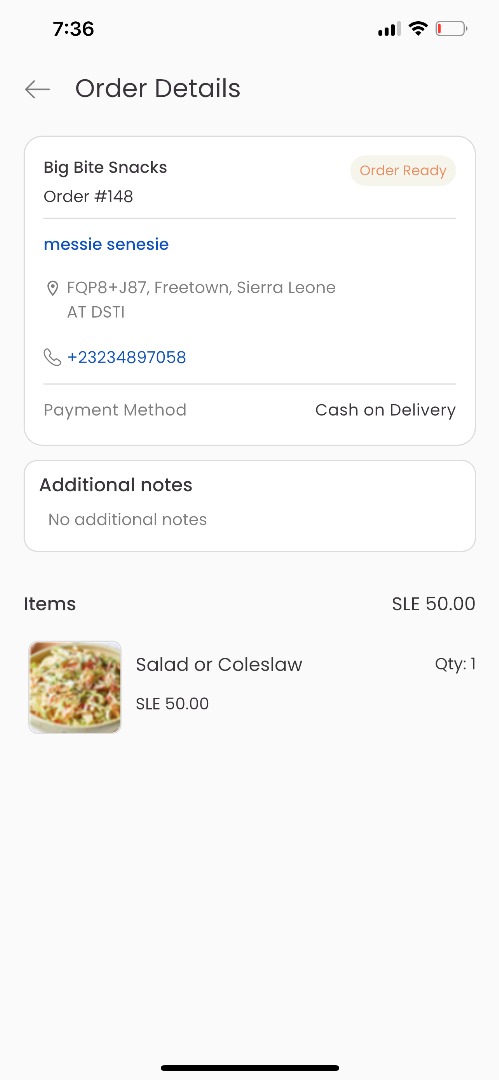 7:36
Order Details
Big Bite Snacks
Order Ready
Order #148
messie senesie
FQP8+J87, Freetown, Sierra Leone
AT DSTI
+23234897058
Payment Method
Cash on Delivery
Additional notes
No additional notes
Items
SLE 50.00
Salad or Coleslaw
Qty: 1
SLE 50.00